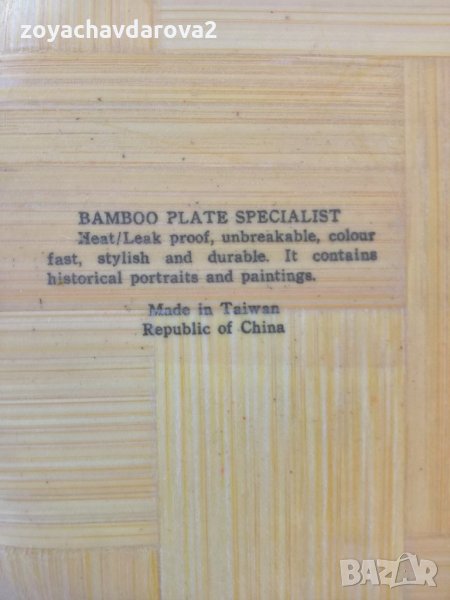 zoyachavdarova2
BAMBOO PLATE SPECIALIST
Heat/Leak proof, unbreakable, colour
fast, stylish and durable. It contains
historical portraits and paintings.
Made in Taiwan
Republic of China
BAZAR